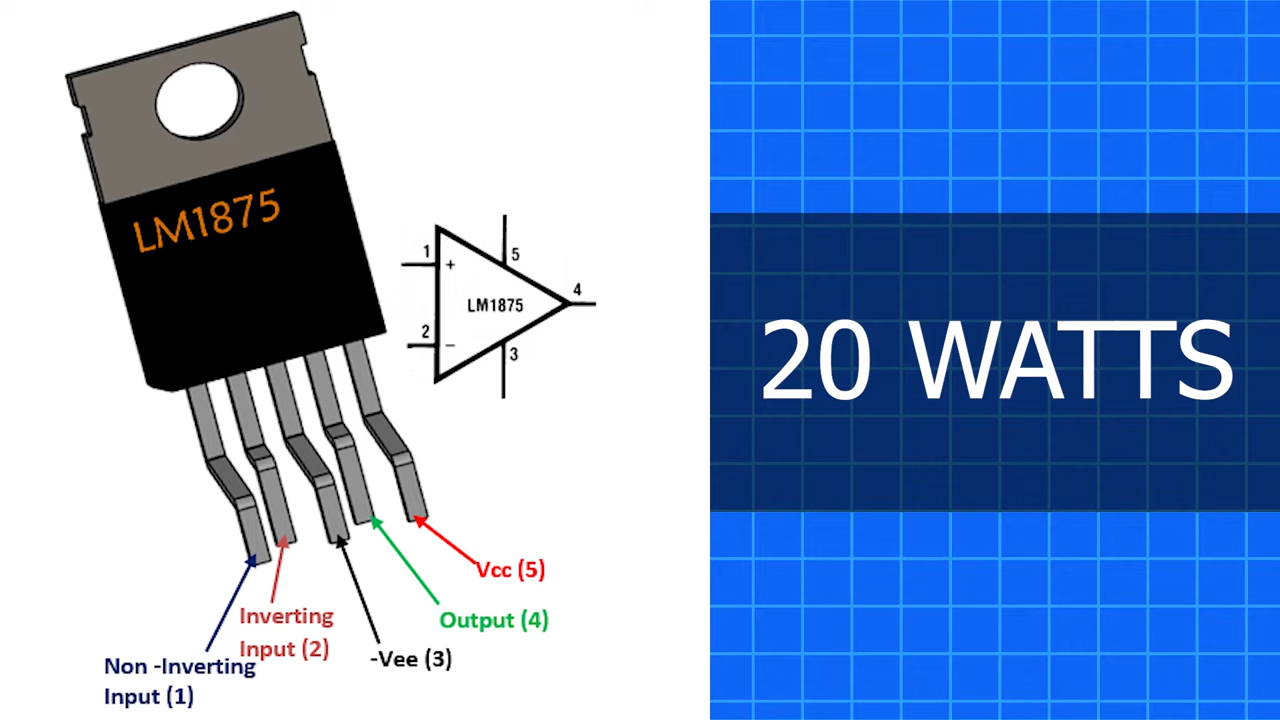 LM1875
1
+
5
4
LM1875
2
–
3
20 WATTS
Vcc (5)
Inverting
Input (2)
Output (4)
-Vee (3)
Non -Inverting
Input (1)